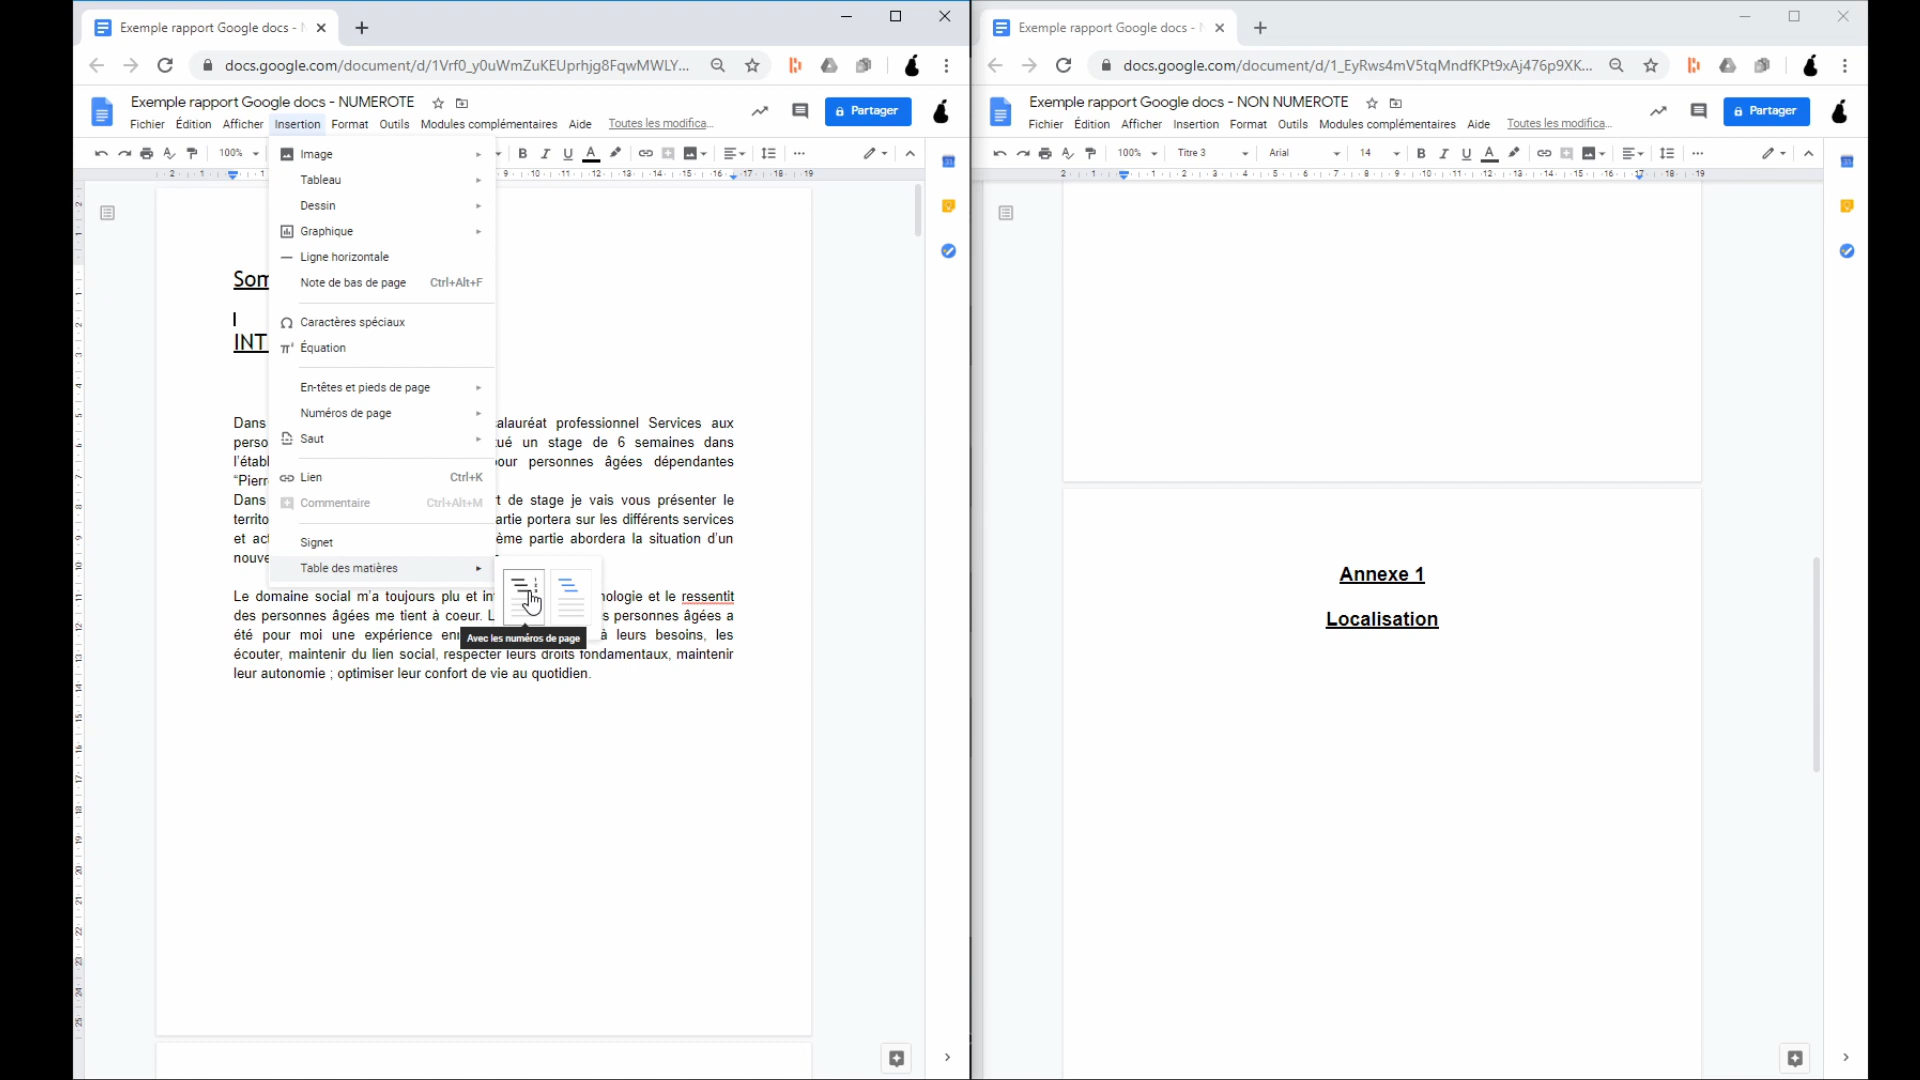 Exemple rapport Google docs -
docs.google.com/document/d/1Vrf0_y0uWmZuKEUprhjg8FqwMWLY...
Exemple rapport Google docs - NUMEROTE
Partager
Fichier Édition Afficher Insertion Format Outils Modules complémentaires Aide Toutes les modifica...
100%
Image
Tableau
Dessin
Graphique
Ligne horizontale
Note de bas de page Ctrl+Alt+F
Caractères spéciaux
Équation
En-têtes et pieds de page
Numéros de page
Saut
Lien Ctrl+K
Commentaire Ctrl+Alt+M
Signet
Table des matières
Avec les numéros de page
Som
INT
Dans alauréat professionnel Services aux
perso ué un stage de 6 semaines dans
l'établ our personnes âgées dépendantes
“Pierr
Dans t de stage je vais vous présenter le
territo artie portera sur les différents services
et act ème partie abordera la situation d'un
nouve
Le domaine social m'a toujours plu et in nologie et le ressentit
des personnes âgées me tient à coeur. L s personnes âgées a
été pour moi une expérience en à leurs besoins, les
écouter, maintenir du lien social, respecter leurs droits fondamentaux, maintenir
leur autonomie ; optimiser leur confort de vie au quotidien.
Exemple rapport Google docs -
docs.google.com/document/d/1_EyRws4mV5tqMndfKPt9xAj476p9XK...
Exemple rapport Google docs - NON NUMEROTE
Partager
Fichier Édition Afficher Insertion Format Outils Modules complémentaires Aide Toutes les modifica...
100% Titre 3 Arial 14
Annexe 1
Localisation